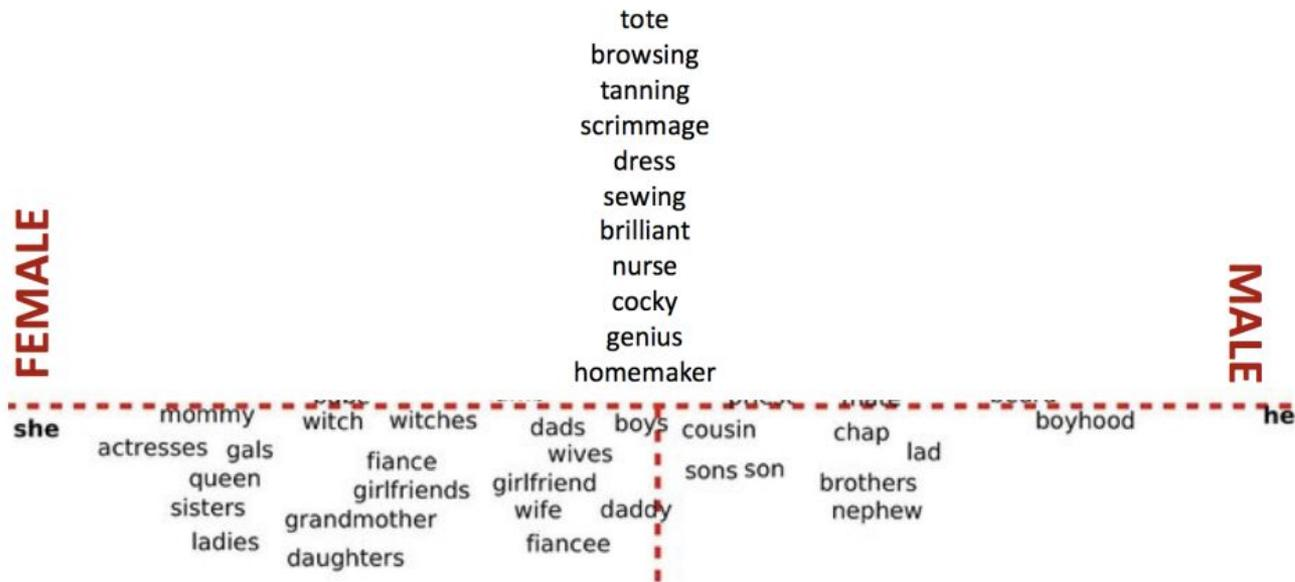 tote
browsing
tanning
scrimmage
dress
sewing
brilliant
nurse
cocky
genius
homemaker
FEMALE
MALE
she mommy witch witches dads boys cousin chap boyhood he
actresses gals fiance wives lad
queen girlfriends girlfriend sons son brothers
sisters grandmother wife daddy nephew
ladies daughters fiancee